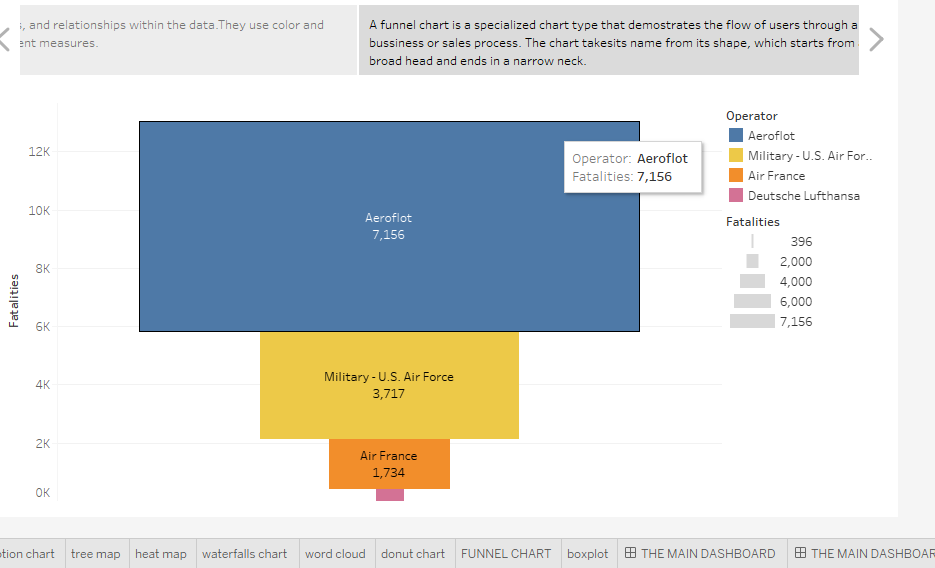 s, and relationships within the data.They use color and
ent measures.
A funnel chart is a specialized chart type that demostrates the flow of users through a
bussiness or sales process. The chart takesits name from its shape, which starts from
broad head and ends in a narrow neck.
Operator
Aeroflot
Military - U.S. Air For..
Air France
Deutsche Lufthansa
Fatalities
396
2,000
4,000
6,000
7,156
12K
10K
8K
6K
4K
2K
0K
Fatalities
Operator: Aeroflot
Fatalities: 7,156
Aeroflot
7,156
Military - U.S. Air Force
3,717
Air France
1,734
tion chart
tree map
heat map
waterfalls chart
word cloud
donut chart
FUNNEL CHART
boxplot
THE MAIN DASHBOARD
THE MAIN DASHBOAR